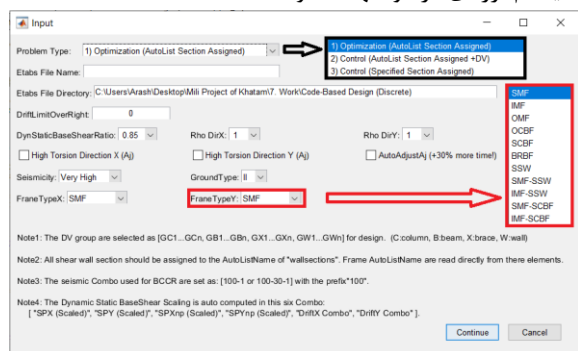 Input
Problem Type: 1) Optimization (AutoList Section Assigned)
1) Optimization (AutoList Section Assigned)
2) Control (AutoList Section Assigned +DV)
3) Control (Specified Section Assigned)
Etabs File Name:
Etabs File Directory: C:\Users\Arash\Desktop\Mili Project of Khatam\7. Work\Code-Based Design (Discrete)
DriftLimitOverRight: 0
DynStaticBaseShearRatio: 0.85 Rho DirX: 1 Rho DirY: 1
High Torsion Direction X (Aj) High Torsion Direction Y (Aj) AutoAdjustAj (+30% more time!)
Seismicity: Very High GroundType: II
FraneTypeX: SMF FraneTypeY: SMF
SMF
IMF
OMF
OCBF
SCBF
BRBF
SSW
SMF-SSW
IMF-SSW
SMF-SCBF
IMF-SCBF
Note1: The DV group are selected as [GC1...GCn, GB1...GBn, GX1...GXn, GW1...GWn] for design. (C:column, B:beam, X:brace, W:wall)
Note2: All shear wall section should be assigned to the AutoListName of "wallsections". Frame AutoListName are read directly from there elements.
Note3: The seismic Combo used for BCCR are set as: [100-1 or 100-30-1] with the prefix"100".
Note4: The Dynamic Static BaseShear Scaling is auto computed in this six Combo:
[ "SPX (Scaled)", "SPY (Scaled)", "SPXnp (Scaled)", "SPYnp (Scaled)", "DriftX Combo", "DriftY Combo" ].
Continue Cancel